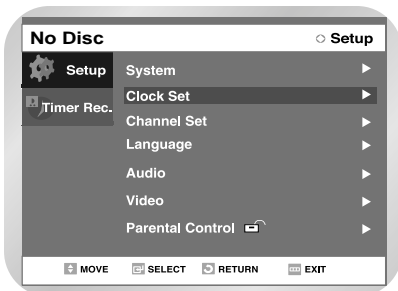 No Disc
Setup
Setup
Timer Rec.
System
Clock Set
Channel Set
Language
Audio
Video
Parental Control
MOVE SELECT RETURN EXIT